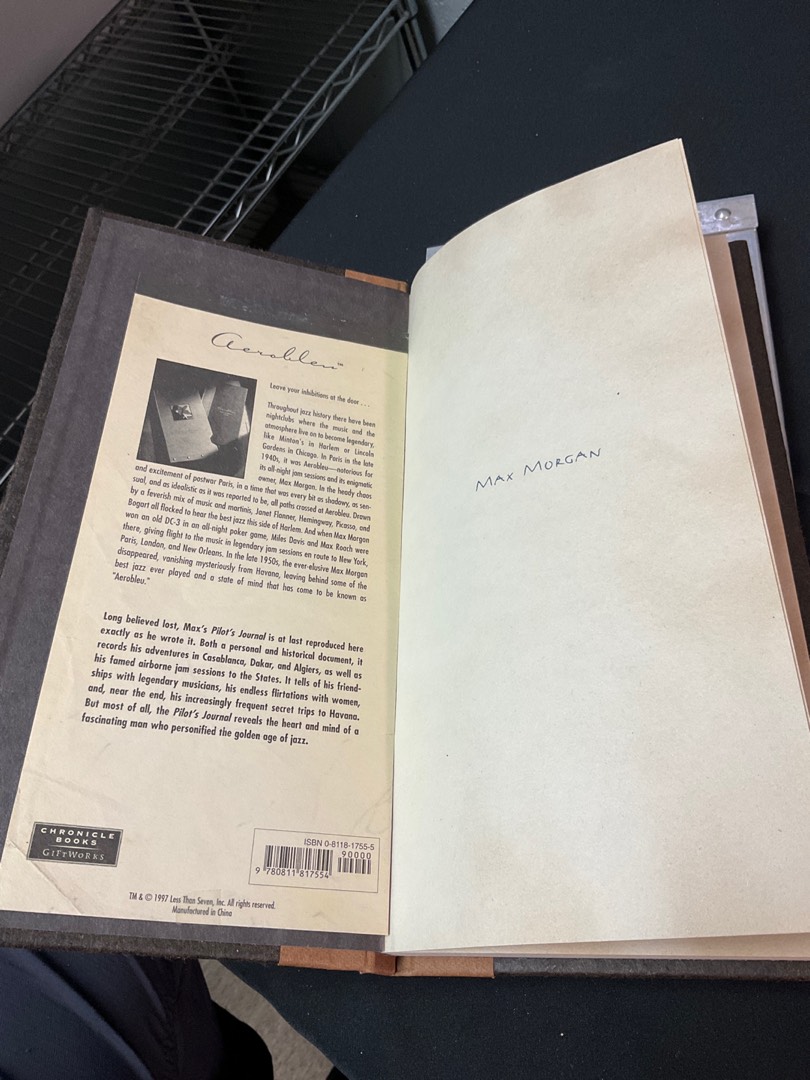 Aerobleu™
Leave your inhibitions at the door . . .
Throughout jazz history there have been
nightclubs where the music and the
atmosphere live on to become legendary,
like Minton's in Harlem or Lincoln
Gardens in Chicago. In Paris in the late
1940s, it was Aerobleu—notorious for
its all-night jam sessions and its enigmatic
owner, Max Morgan. In the heady chaos
and excitement of postwar Paris, in a time that was every bit as shadowy, as sen-
sual, and as idealistic as it was reported to be, all paths crossed at Aerobleu. Drawn
by a feverish mix of music and martinis, Janet Flanner, Hemingway, Picasso, and
Bogart all flocked to hear the best jazz this side of Harlem. And when Max Morgan
won an old DC-3 in an all-night poker game, Miles Davis and Max Roach were
there, giving flight to the music in legendary jam sessions en route to New York,
Paris, London, and New Orleans. In the late 1950s, the ever-elusive Max Morgan
disappeared, vanishing mysteriously from Havana, leaving behind some of the
best jazz ever played and a state of mind that has come to be known as
"Aerobleu."
Long believed lost, Max's Pilot's Journal is at last reproduced here
exactly as he wrote it. Both a personal and historical document, it
records his adventures in Casablanca, Dakar, and Algiers, as well as
his famed airborne jam sessions to the States. It tells of his friend-
ships with legendary musicians, his endless flirtations with women,
and, near the end, his increasingly frequent secret trips to Havana.
But most of all, the Pilot's Journal reveals the heart and mind of a
fascinating man who personified the golden age of jazz.
CHRONICLE
BOOKS
GIFTWORKS
ISBN 0-8118-1755-5
90000
9 780811 817554
TM & © 1997 Less Than Seven, Inc. All rights reserved.
Manufactured in China
MAX MORGAN